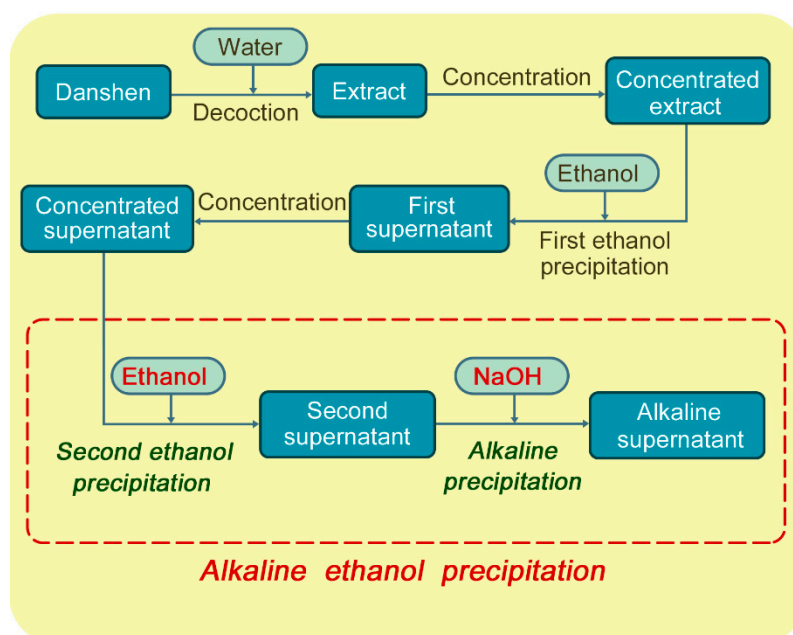 Water
Danshen
Decoction
Extract
Concentration
Concentrated
extract
Ethanol
First ethanol
precipitation
First
supernatant
Concentration
Concentrated
supernatant
Ethanol
Second ethanol
precipitation
Second
supernatant
NaOH
Alkaline
precipitation
Alkaline
supernatant
Alkaline ethanol precipitation